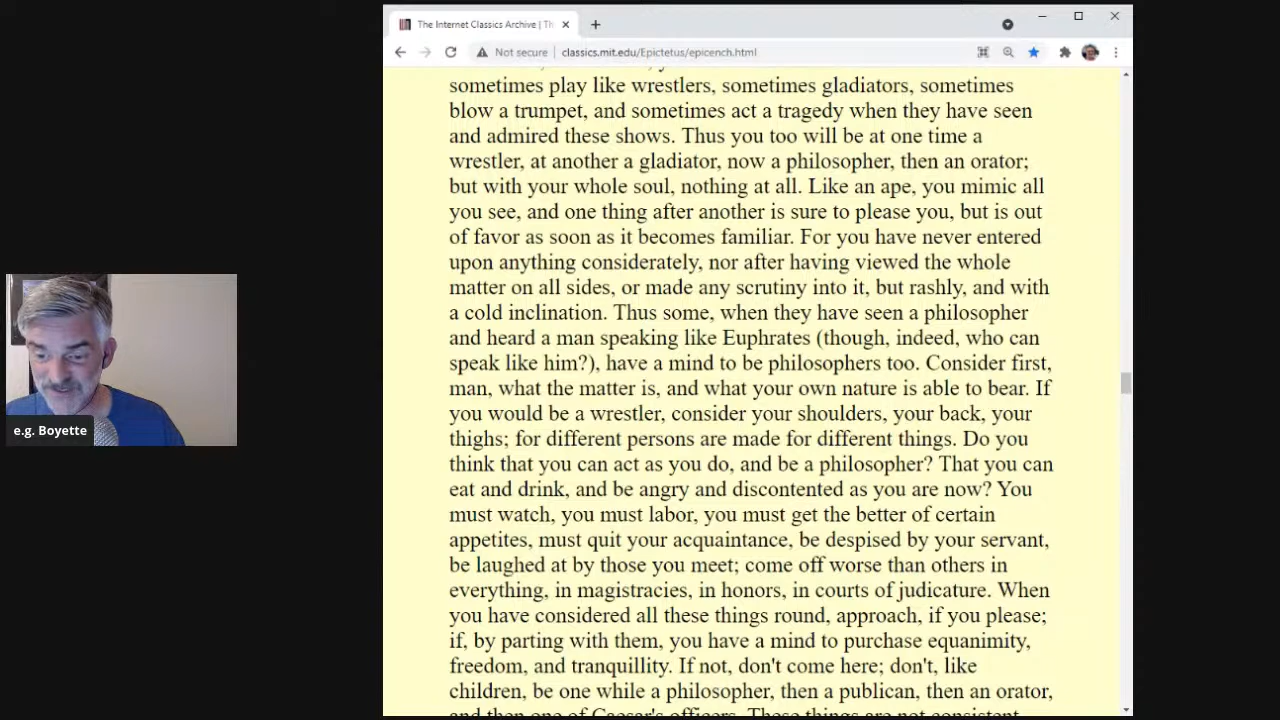 The Internet Classics Archive | Th
Not secure
classics.mit.edu/Epictetus/epicench.html
sometimes play like wrestlers, sometimes gladiators, sometimes
blow a trumpet, and sometimes act a tragedy when they have seen
and admired these shows. Thus you too will be at one time a
wrestler, at another a gladiator, now a philosopher, then an orator;
but with your whole soul, nothing at all. Like an ape, you mimic all
you see, and one thing after another is sure to please you, but is out
of favor as soon as it becomes familiar. For you have never entered
upon anything considerately, nor after having viewed the whole
matter on all sides, or made any scrutiny into it, but rashly, and with
a cold inclination. Thus some, when they have seen a philosopher
and heard a man speaking like Euphrates (though, indeed, who can
speak like him?), have a mind to be philosophers too. Consider first,
man, what the matter is, and what your own nature is able to bear. If
you would be a wrestler, consider your shoulders, your back, your
thighs; for different persons are made for different things. Do you
think that you can act as you do, and be a philosopher? That you can
eat and drink, and be angry and discontented as you are now? You
must watch, you must labor, you must get the better of certain
appetites, must quit your acquaintance, be despised by your servant,
be laughed at by those you meet; come off worse than others in
everything, in magistracies, in honors, in courts of judicature. When
you have considered all these things round, approach, if you please;
if, by parting with them, you have a mind to purchase equanimity,
freedom, and tranquillity. If not, don't come here; don't, like
children, be one while a philosopher, then a publican, then an orator,
and then one of Caesar's officers. These things are not consistent.
e.g. Boyette